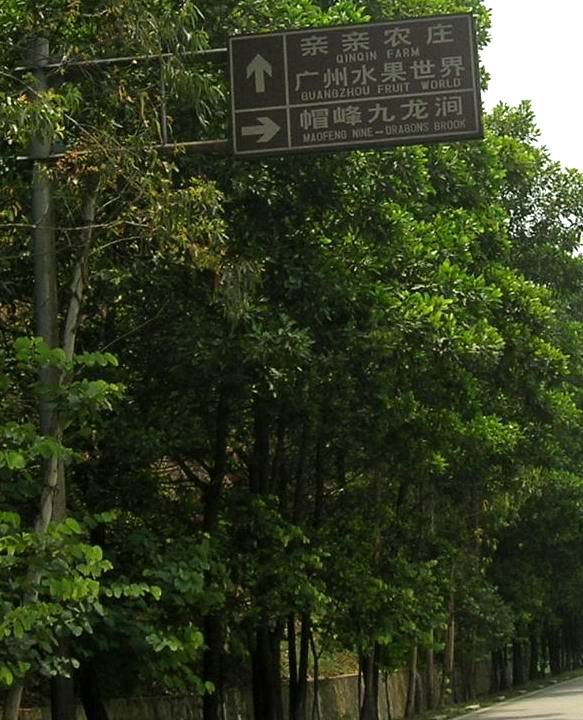 亲亲农庄
QINQIN FARM
广州水果世界
GUANGZHOU FRUIT WORLD
帽峰九龙涧
MAOFENG NINE-DRABONS BROOK